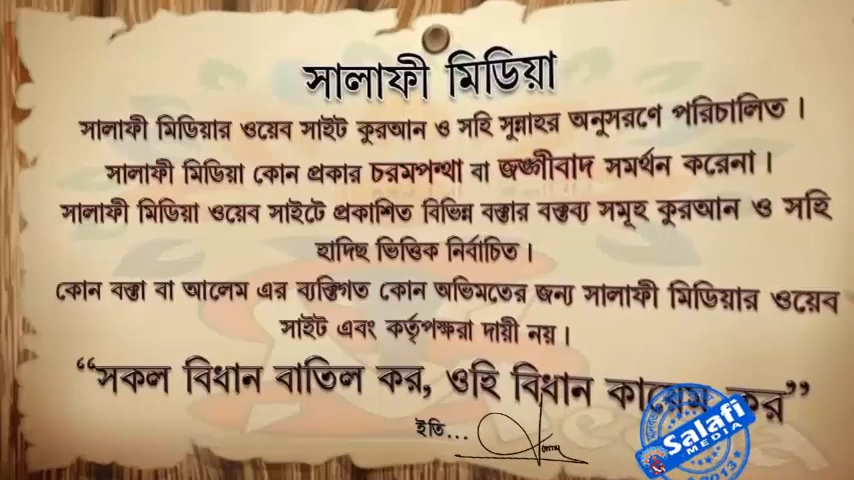 সালাফী মিডিয়া
সালাফী মিডিয়ার ওয়েব সাইট কুরআন ও সহি সুন্নাহর অনুসরণে পরিচালিত ।
সালাফী মিডিয়া কোন প্রকার চরমপন্থা বা জঙ্গীবাদ সমর্থন করেনা ।
সালাফী মিডিয়া ওয়েব সাইটে প্রকাশিত বিভিন্ন বক্তার বক্তব্য সমূহ কুরআন ও সহি
হাদিছ ভিত্তিক নির্বাচিত ।
কোন বক্তা বা আলেম এর ব্যক্তিগত কোন অভিমতের জন্য সালাফী মিডিয়ার ওয়েব
সাইট এবং কর্তৃপক্ষরা দায়ী নয় ।
“সকল বিধান বাতিল কর, ওহি বিধান কায়েম কর”
ইতি...
Salafi
MEDIA
2013